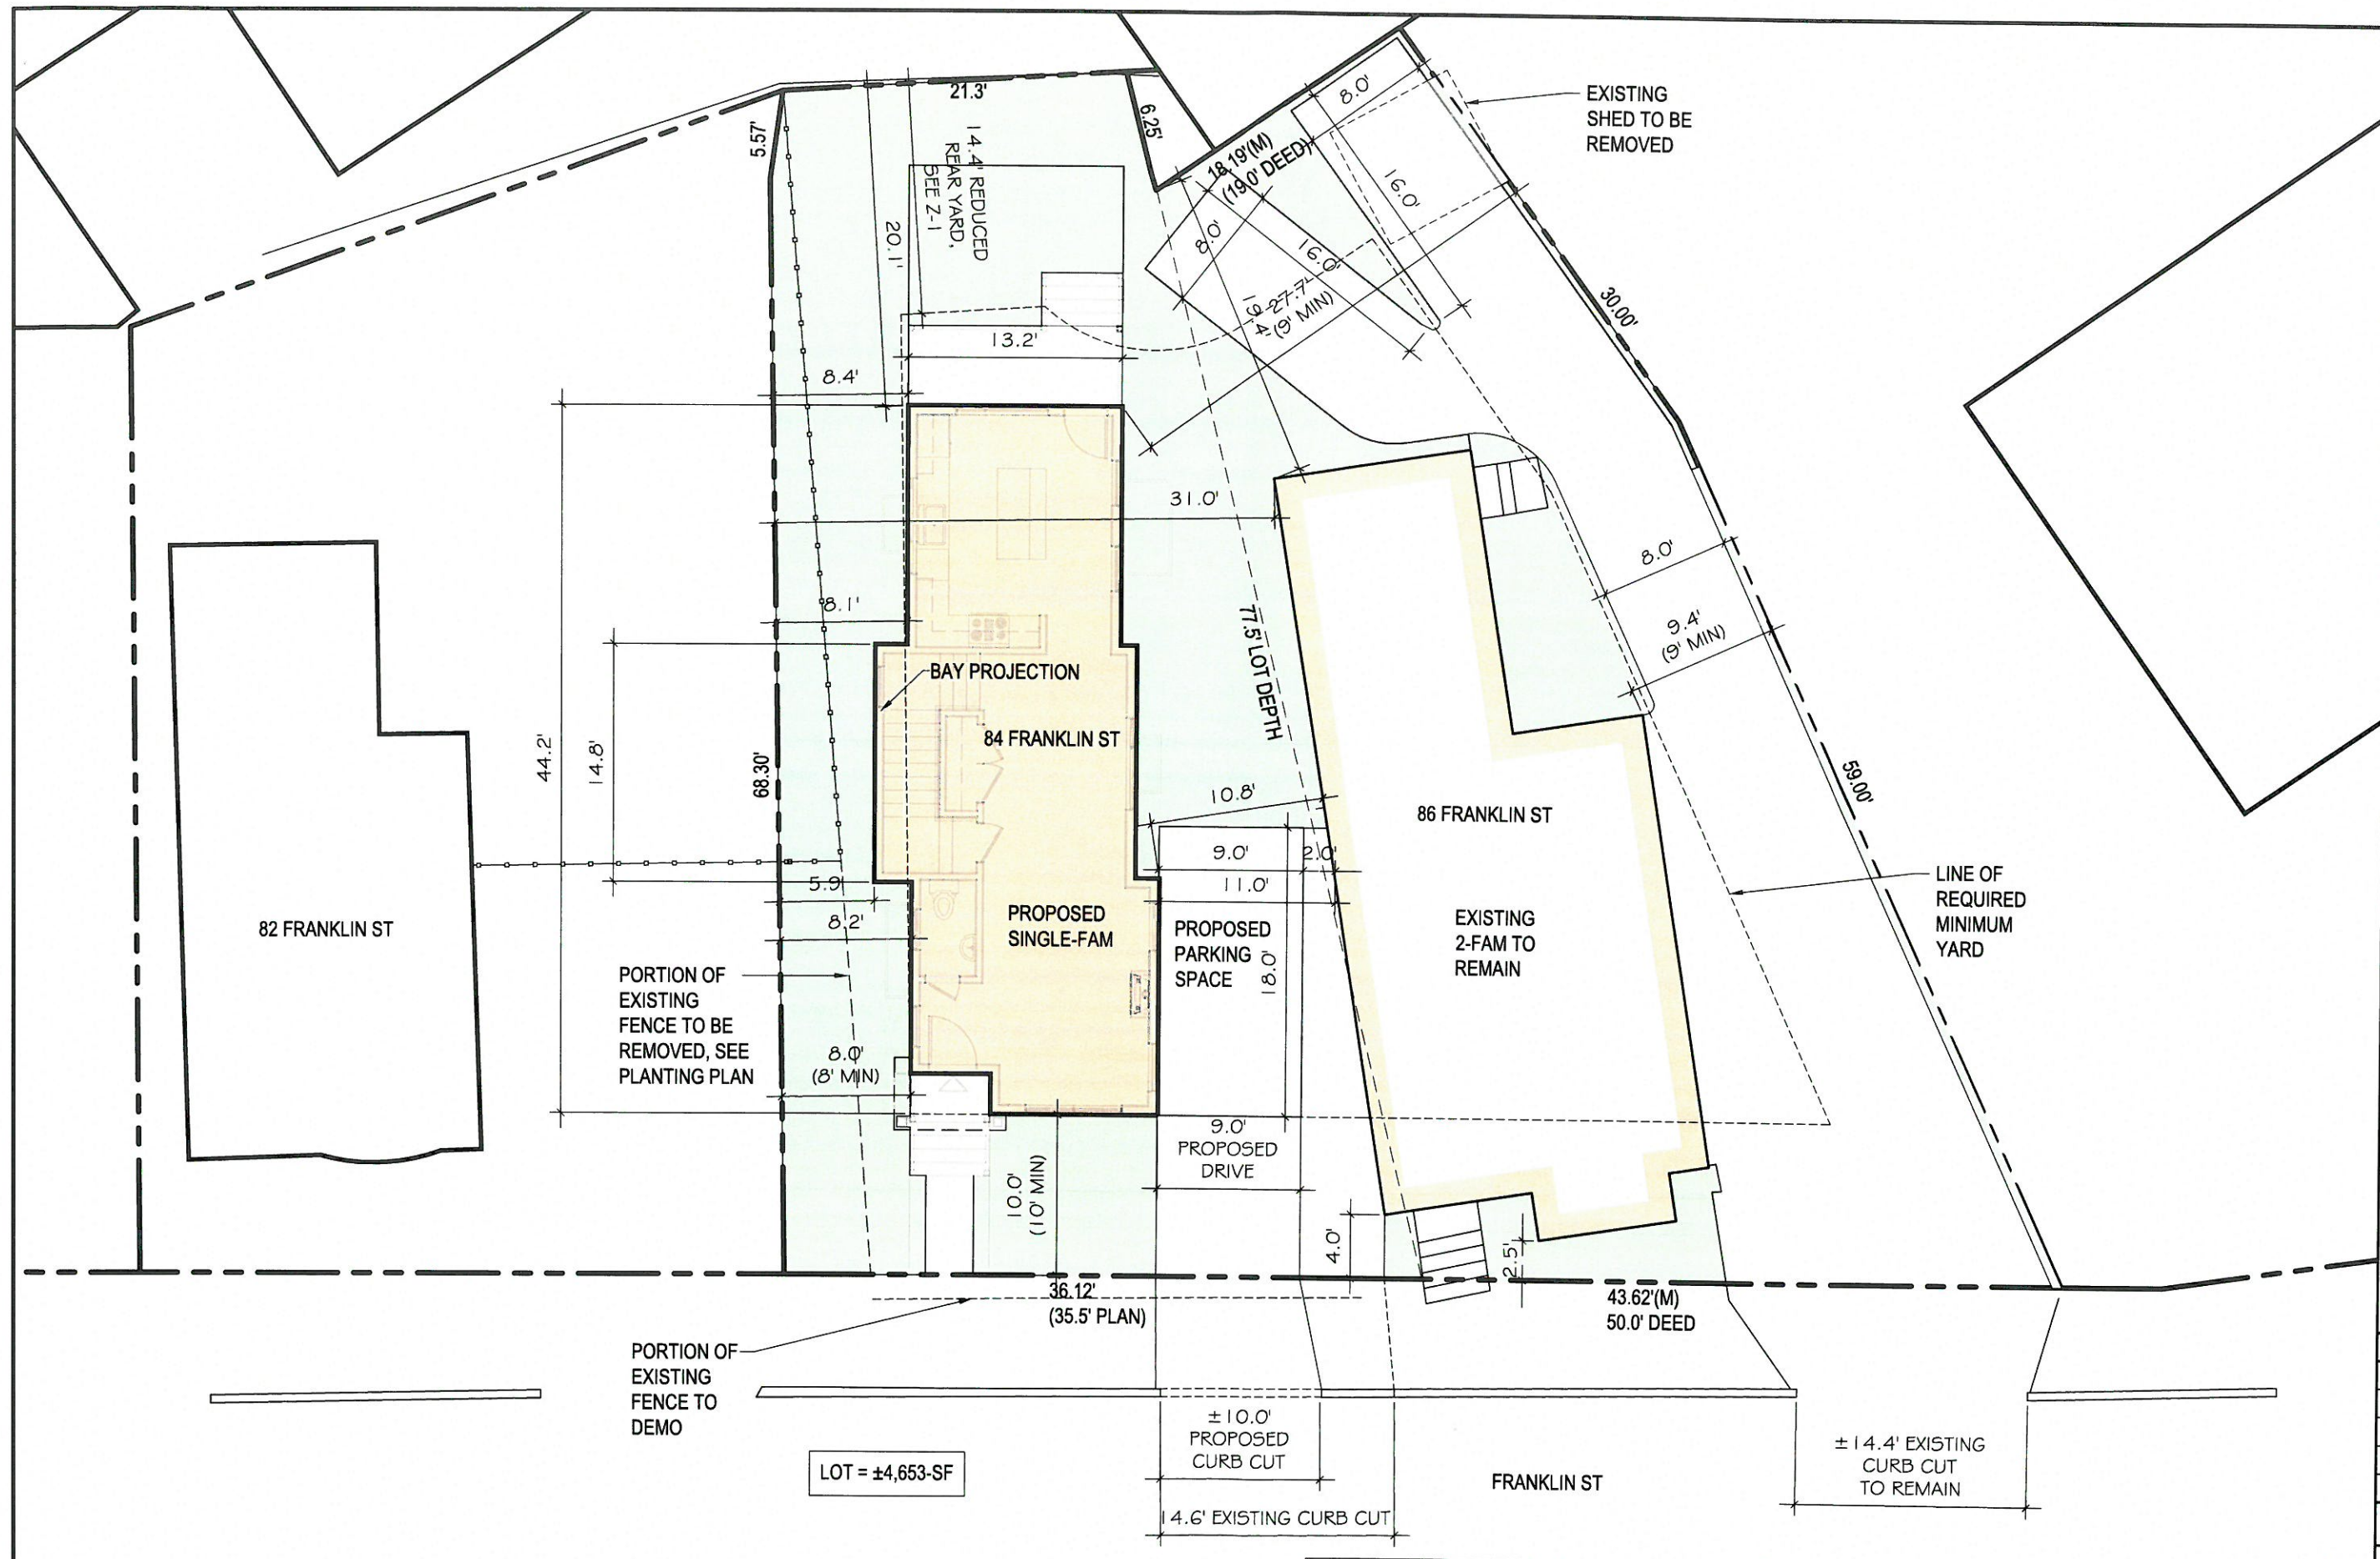 21.3'
5.57'
6.25'
8.0'
EXISTING
SHED TO BE
REMOVED
14.4' REDUCED
REAR YARD,
SEE Z-1
20.1'
18.19'(M)
(19.0' DEED)
16.0'
8.0'
16.0'
19.4'
27.7'
(9' MIN)
30.00'
13.2'
8.4'
31.0'
8.0'
9.4'
(9' MIN)
8.1'
BAY PROJECTION
77.5' LOT DEPTH
84 FRANKLIN ST
44.2'
14.8'
68.30'
59.00'
10.8'
86 FRANKLIN ST
9.0'
2.0'
11.0'
5.9'
8.2'
82 FRANKLIN ST
PROPOSED
SINGLE-FAM
PROPOSED
PARKING
SPACE
18.0'
EXISTING
2-FAM TO
REMAIN
LINE OF
REQUIRED
MINIMUM
YARD
PORTION OF
EXISTING
FENCE TO BE
REMOVED, SEE
PLANTING PLAN
8.0'
(8' MIN)
9.0'
PROPOSED
DRIVE
10.0'
(10' MIN)
4.0'
2.5'
36.12'
(35.5' PLAN)
43.62'(M)
50.0' DEED
PORTION OF
EXISTING
FENCE TO
DEMO
±10.0'
PROPOSED
CURB CUT
±14.4' EXISTING
CURB CUT
TO REMAIN
LOT = ±4,653-SF
FRANKLIN ST
14.6' EXISTING CURB CUT